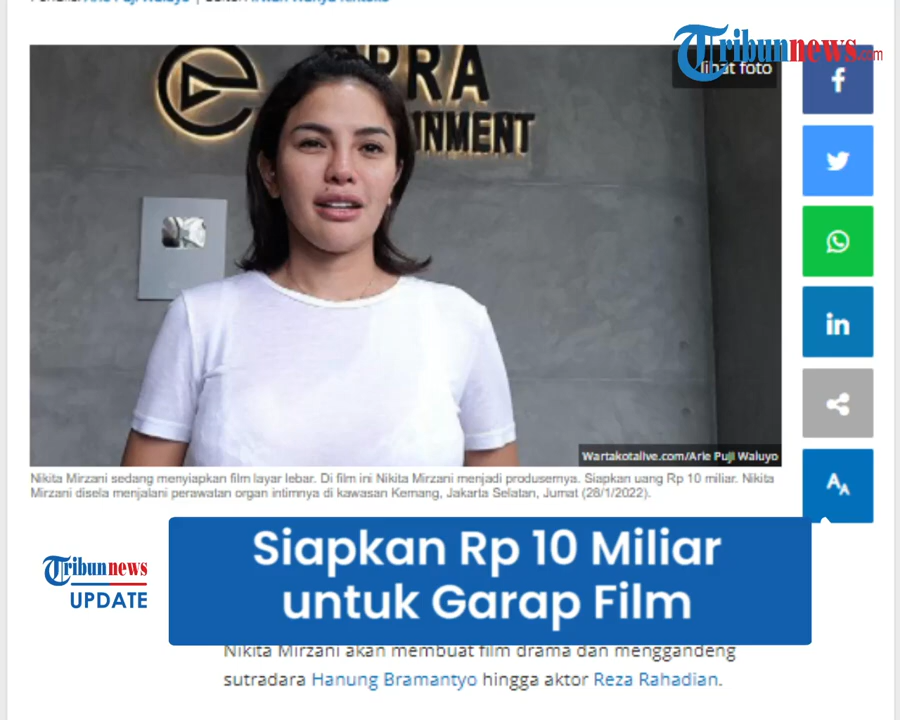 Tribunnews.com
PRA
INMENT
lihat foto
Wartakotalive.com/Arie Puji Waluyo
Nikita Mirzani sedang menyiapkan film layar lebar. Di film ini Nikita Mirzani menjadi produsernya. Siapkan uang Rp 10 miliar. Nikita
Mirzani disela menjalani perawatan organ intimnya di kawasan Kemang, Jakarta Selatan, Jumat (28/1/2022).
Siapkan Rp 10 Miliar
untuk Garap Film
Tribunnews
UPDATE
Nikita Mirzani akan membuat film drama dan menggandeng
sutradara Hanung Bramantyo hingga aktor Reza Rahadian.